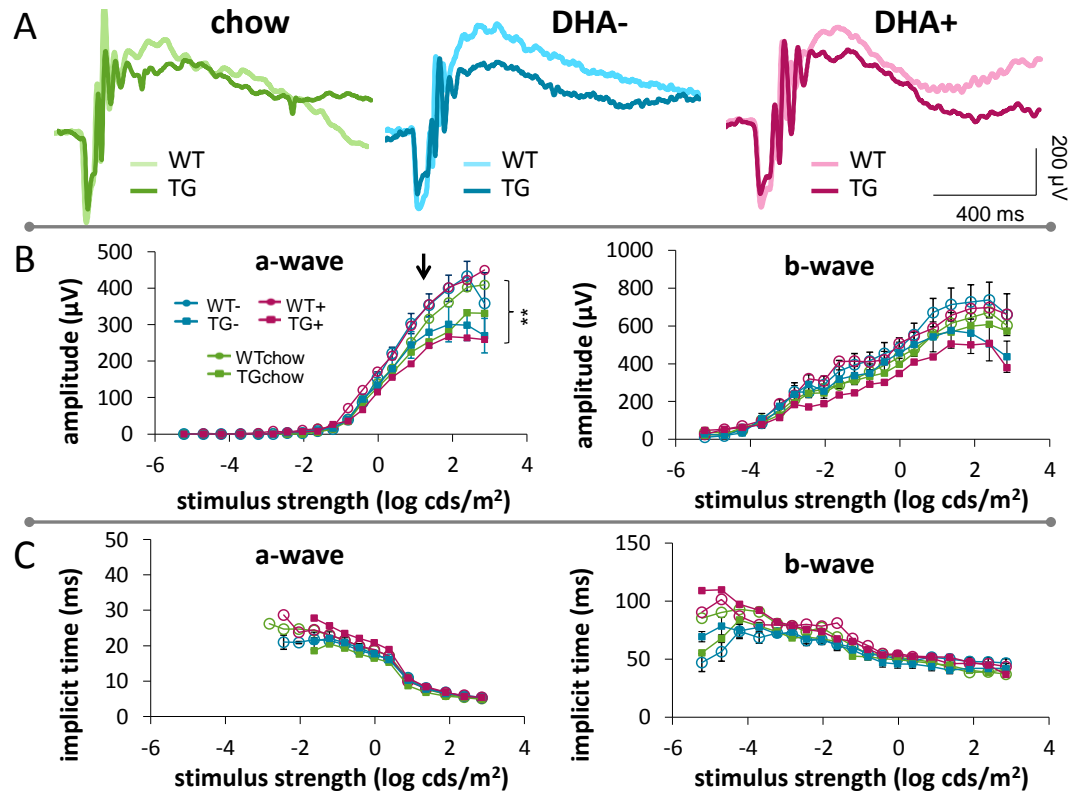 A
chow
DHA-
DHA+
WT
TG
WT
TG
WT
TG
200 µV
400 ms
B
a-wave
b-wave
amplitude (µV)
500
400
300
200
100
0
-6
-4
-2
0
2
4
stimulus strength (log cds/m²)
WT-
WT+
TG-
TG+
WTchow
TGchow
**
amplitude (µV)
1000
800
600
400
200
0
-6
-4
-2
0
2
4
stimulus strength (log cds/m²)
C
a-wave
b-wave
implicit time (ms)
50
40
30
20
10
0
-6
-4
-2
0
2
4
stimulus strength (log cds/m²)
implicit time (ms)
150
100
50
0
-6
-4
-2
0
2
4
stimulus strength (log cds/m²)